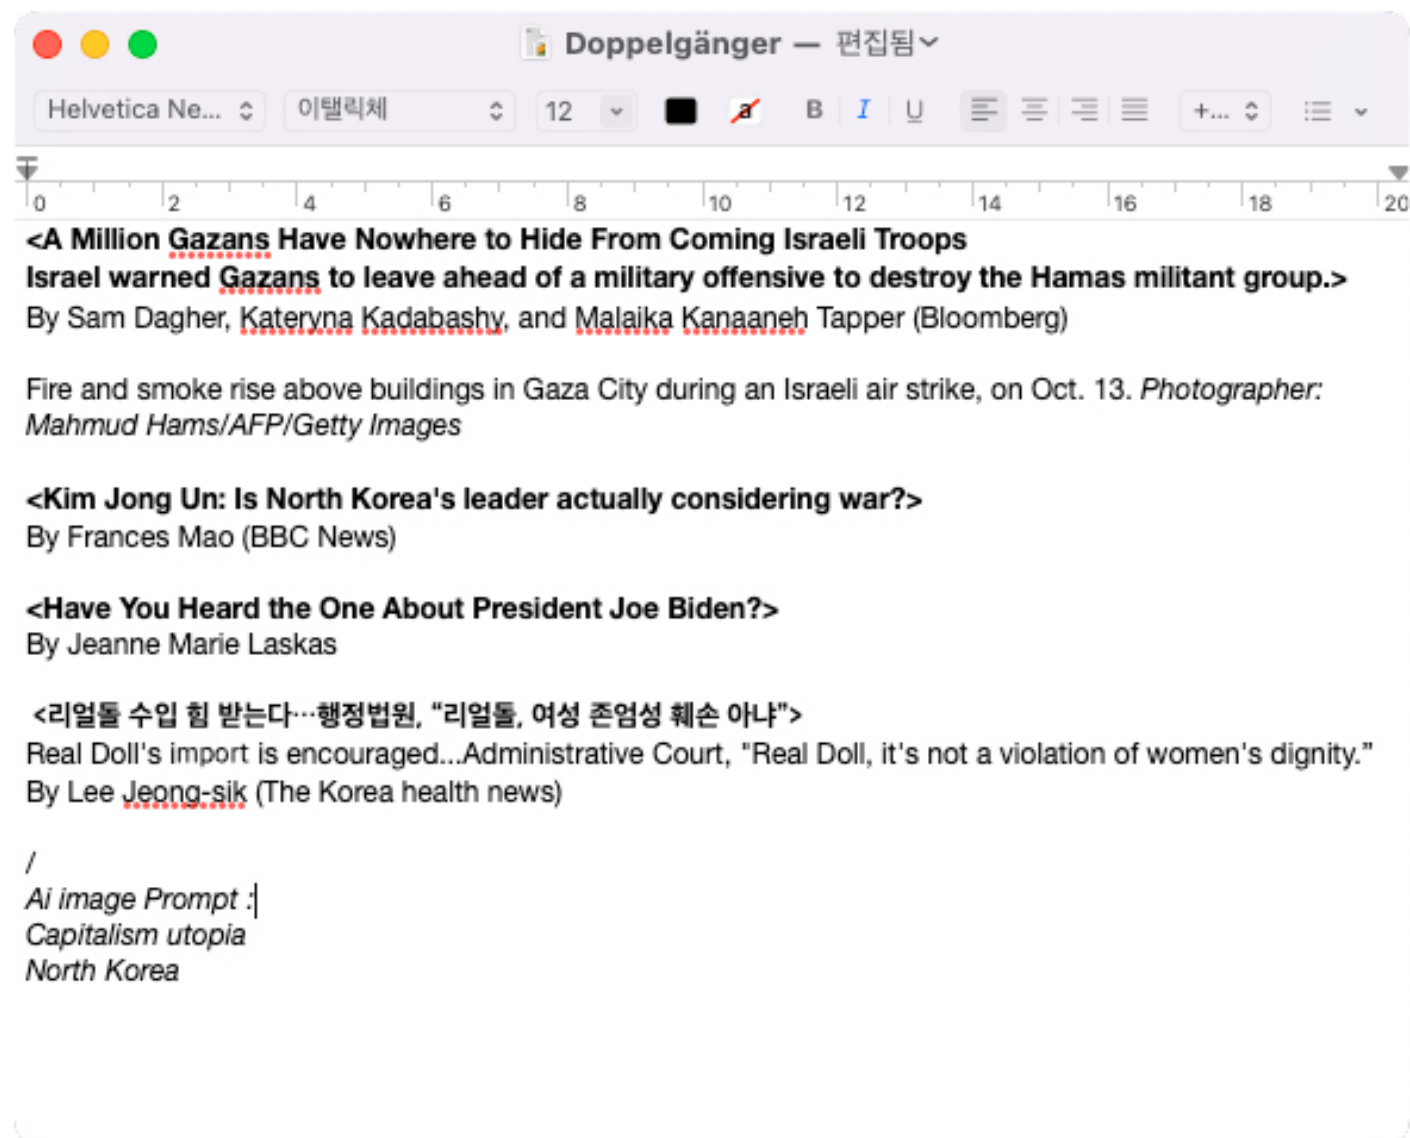 Doppelgänger — 편집됨
Helvetica Ne... 이탤릭체 12 a B I U +...
0 2 4 6 8 10 12 14 16 18 20
<A Million Gazans Have Nowhere to Hide From Coming Israeli Troops
Israel warned Gazans to leave ahead of a military offensive to destroy the Hamas militant group.>
By Sam Dagher, Kateryna Kadabashy, and Malaika Kanaaneh Tapper (Bloomberg)
Fire and smoke rise above buildings in Gaza City during an Israeli air strike, on Oct. 13. Photographer:
Mahmud Hams/AFP/Getty Images
<Kim Jong Un: Is North Korea's leader actually considering war?>
By Frances Mao (BBC News)
<Have You Heard the One About President Joe Biden?>
By Jeanne Marie Laskas
<리얼돌 수입 힘 받는다…행정법원, “리얼돌, 여성 존엄성 훼손 아냐”>
Real Doll's import is encouraged...Administrative Court, "Real Doll, it's not a violation of women's dignity.”
By Lee Jeong-sik (The Korea health news)
/
Ai image Prompt :
Capitalism utopia
North Korea